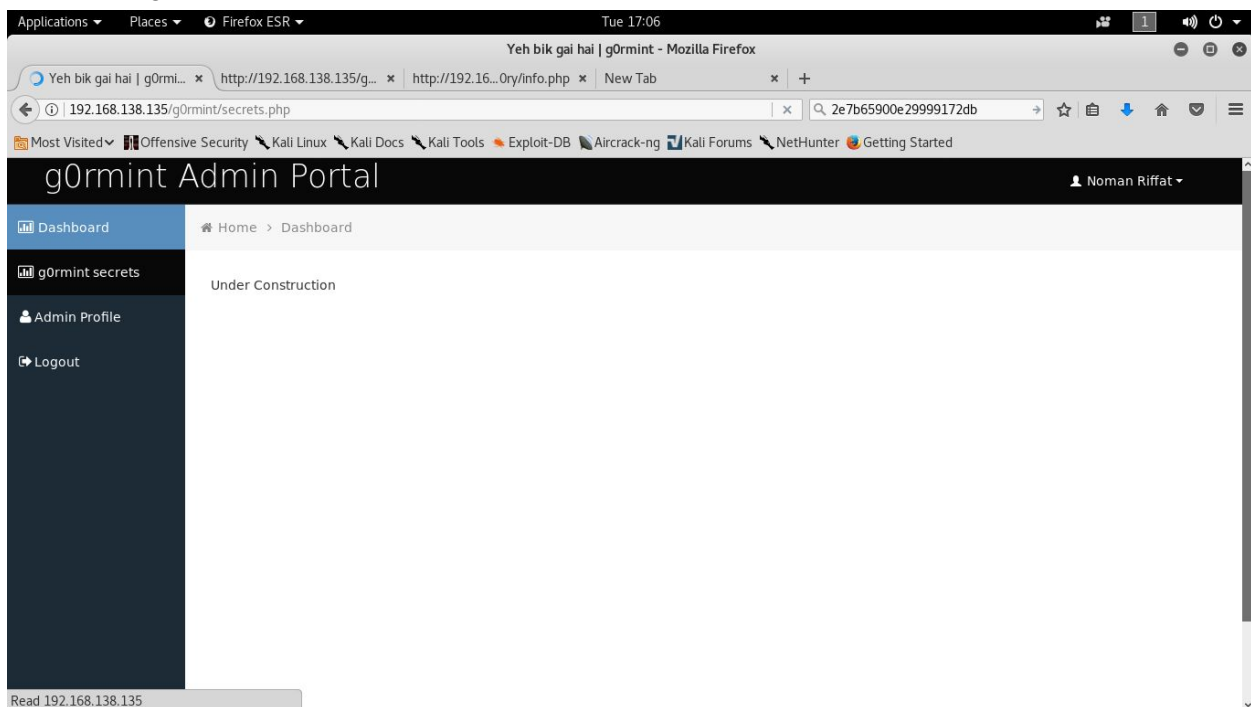 Applications Places Firefox ESR Tue 17:06 1
Yeh bik gai hai | g0rmint - Mozilla Firefox
Yeh bik gai hai | g0rmi... http://192.168.138.135/g... http://192.16...0ry/info.php New Tab
192.168.138.135/g0rmint/secrets.php 2e7b65900e29999172db
Most Visited Offensive Security Kali Linux Kali Docs Kali Tools Exploit-DB Aircrack-ng Kali Forums NetHunter Getting Started
g0rmint Admin Portal Noman Riffat
Dashboard Home > Dashboard
g0rmint secrets
Under Construction
Admin Profile
Logout
Read 192.168.138.135